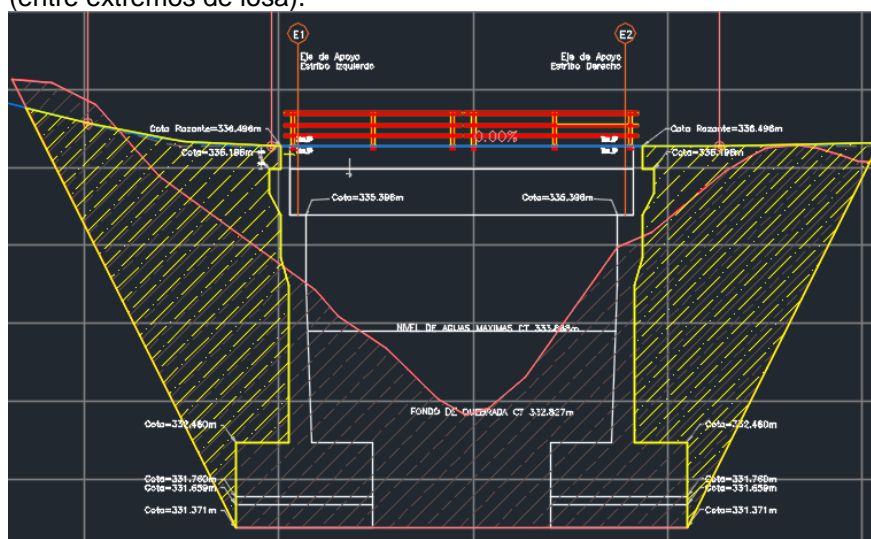 (entre extremos de losa).
E1
E2
Eje de Apoyo
Estribo Izquierdo
Eje de Apoyo
Estribo Derecho
Cota Razante=336.496m
0.00%
Cota Razante=336.496m
Cota=336.196m
Cota=336.196m
Cota=335.396m
Cota=335.396m
NIVEL DE AGUAS MAXIMAS CT
FONDO DE QUEBRADA CT 332.827m
Cota=332.460m
Cota=332.460m
Cota=331.760m
Cota=331.760m
Cota=331.659m
Cota=331.659m
Cota=331.371m
Cota=331.371m